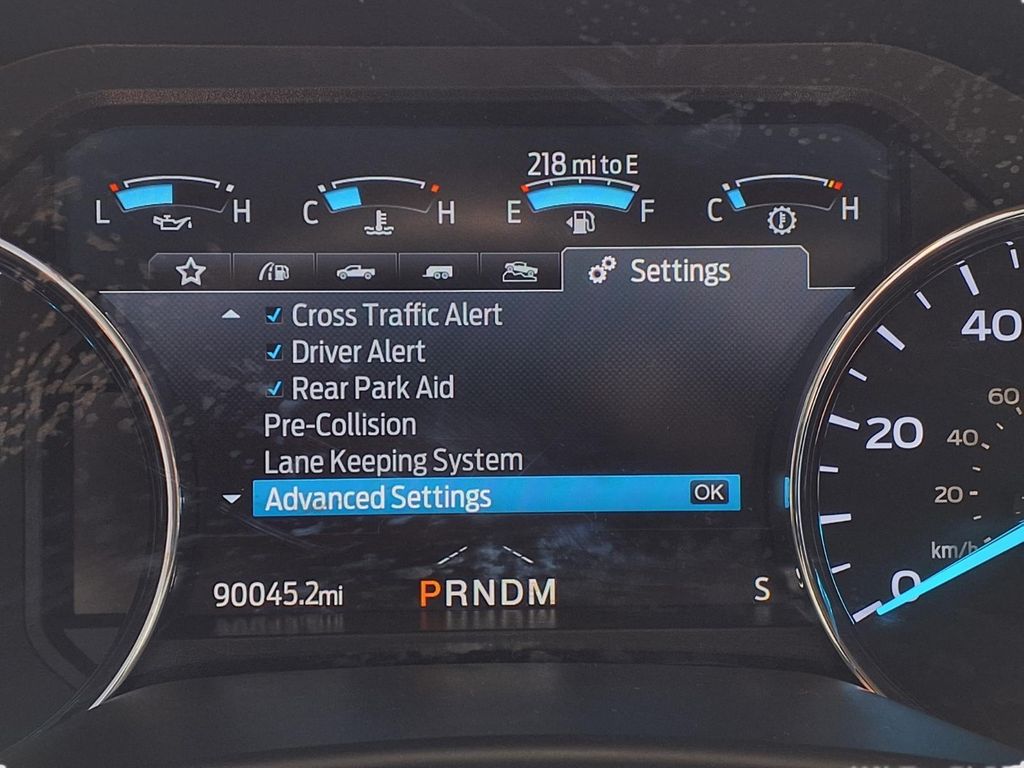 218 mi to E
L H C H E F C H
Settings
Cross Traffic Alert
Driver Alert
Rear Park Aid
Pre-Collision
Lane Keeping System
Advanced Settings OK
90045.2mi PRNDM S
40
60
20 40
20
km/h
0